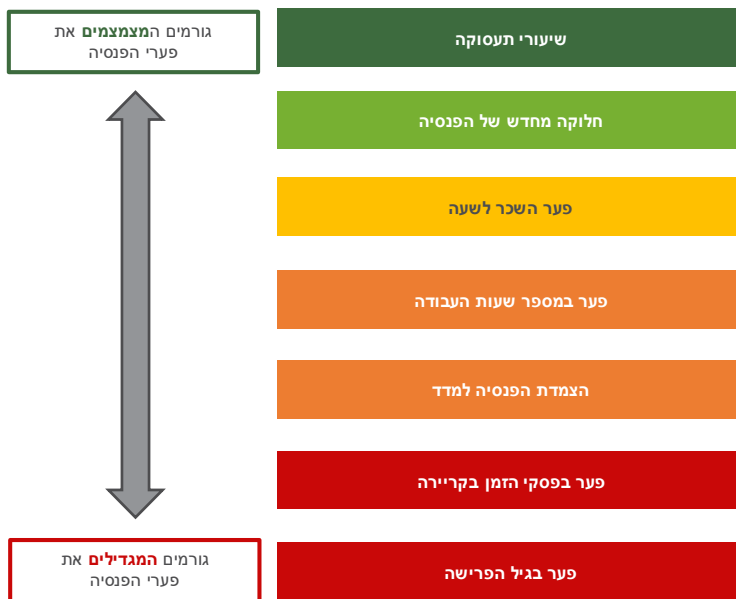 גורמים המצמצמים את
פערי הפנסיה
שיעורי תעסוקה
חלוקה מחדש של הפנסיה
פער השכר לשעה
פער במספר שעות העבודה
הצמדת הפנסיה למדד
פער בפסקי הזמן בקריירה
פער בגיל הפרישה
גורמים המגדילים את
פערי הפנסיה